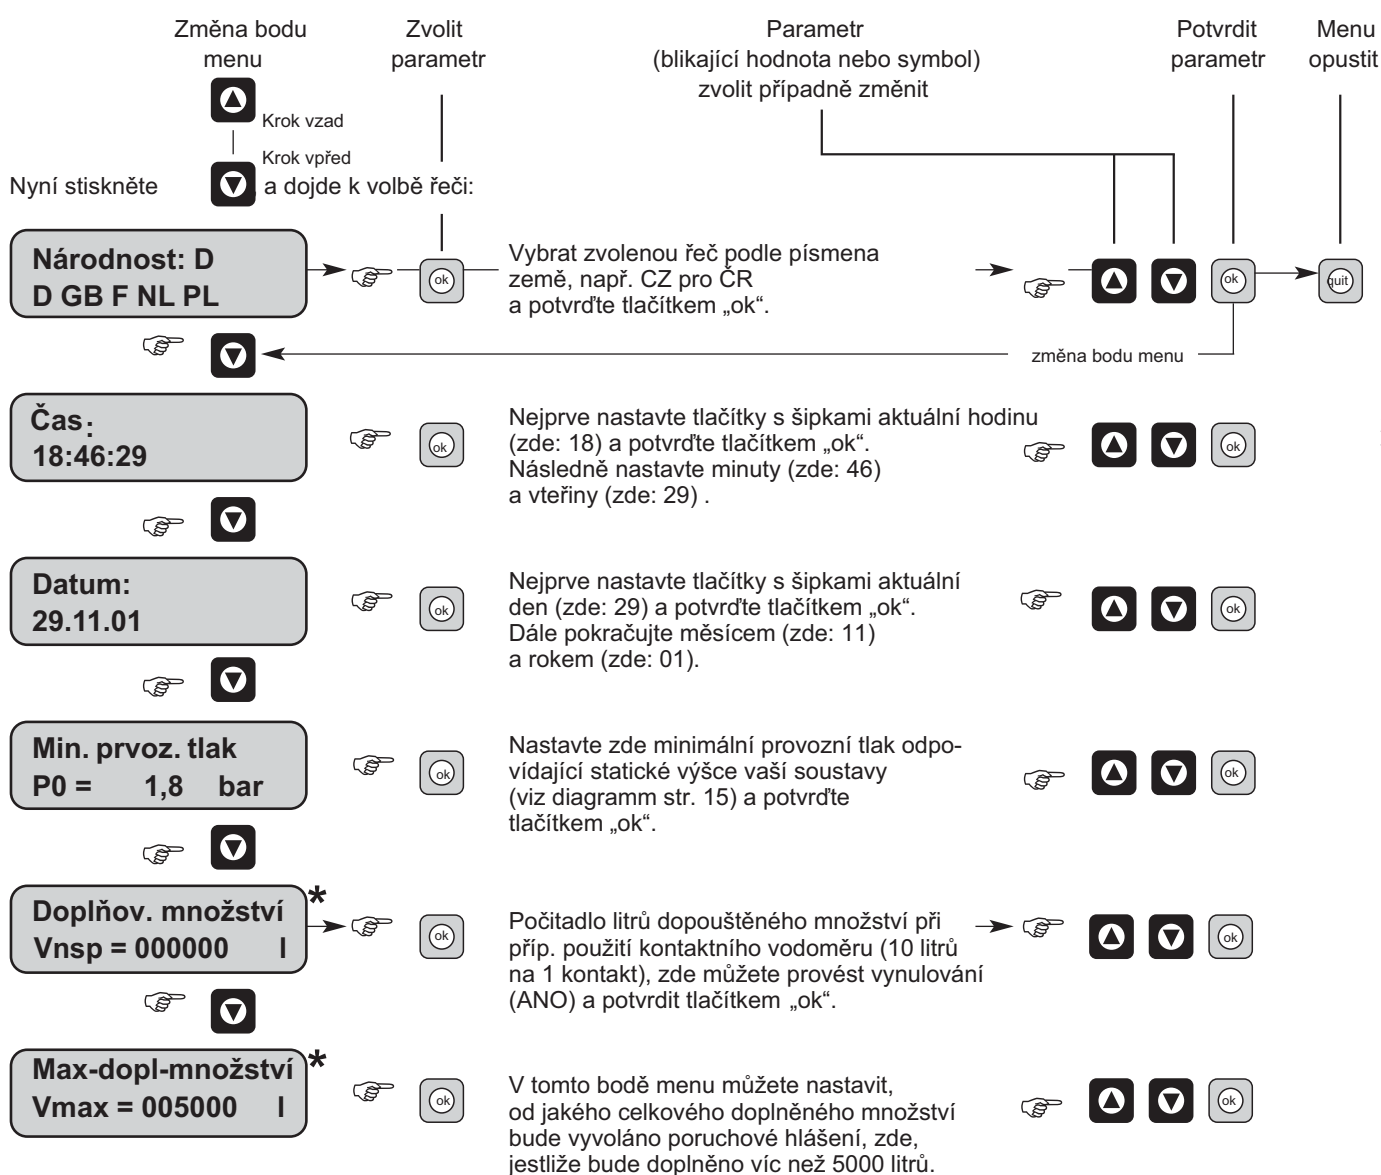 Změna bodu
menu
Zvolit
parametr
Parametr
(blikající hodnota nebo symbol)
zvolit případně změnit
Potvrdit
parametr
Menu
opustit
Krok vzad
Krok vpřed
Nyní stiskněte a dojde k volbě řeči:
Národnost: D
D GB F NL PL
ok
Vybrat zvolenou řeč podle písmena
země, např. CZ pro ČR
a potvrďte tlačítkem „ok“.
ok
quit
změna bodu menu
Čas:
18:46:29
ok
Nejprve nastavte tlačítky s šipkami aktuální hodinu
(zde: 18) a potvrďte tlačítkem „ok“.
Následně nastavte minuty (zde: 46)
a vteřiny (zde: 29) .
ok
Datum:
29.11.01
ok
Nejprve nastavte tlačítky s šipkami aktuální
den (zde: 29) a potvrďte tlačítkem „ok“.
Dále pokračujte měsícem (zde: 11)
a rokem (zde: 01).
ok
Min. prvoz. tlak
P0 = 1,8 bar
ok
Nastavte zde minimální provozní tlak odpo-
vídající statické výšce vaší soustavy
(viz diagramm str. 15) a potvrďte
tlačítkem „ok“.
ok
Doplňov. množství *
Vnsp = 000000 l
ok
Počitadlo litrů dopouštěného množství při
příp. použití kontaktního vodoměru (10 litrů
na 1 kontakt), zde můžete provést vynulování
(ANO) a potvrdit tlačítkem „ok“.
ok
Max-dopl-množství *
Vmax = 005000 l
ok
V tomto bodě menu můžete nastavit,
od jakého celkového doplněného množství
bude vyvoláno poruchové hlášení, zde,
jestliže bude doplněno víc než 5000 litrů.
ok